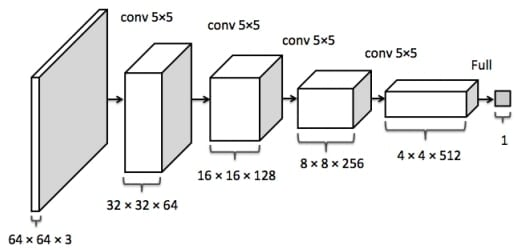 conv 5×5
conv 5×5
conv 5×5
conv 5×5
Full
64 × 64 × 3
32 × 32 × 64
16 × 16 × 128
8 × 8 × 256
4 × 4 × 512
1